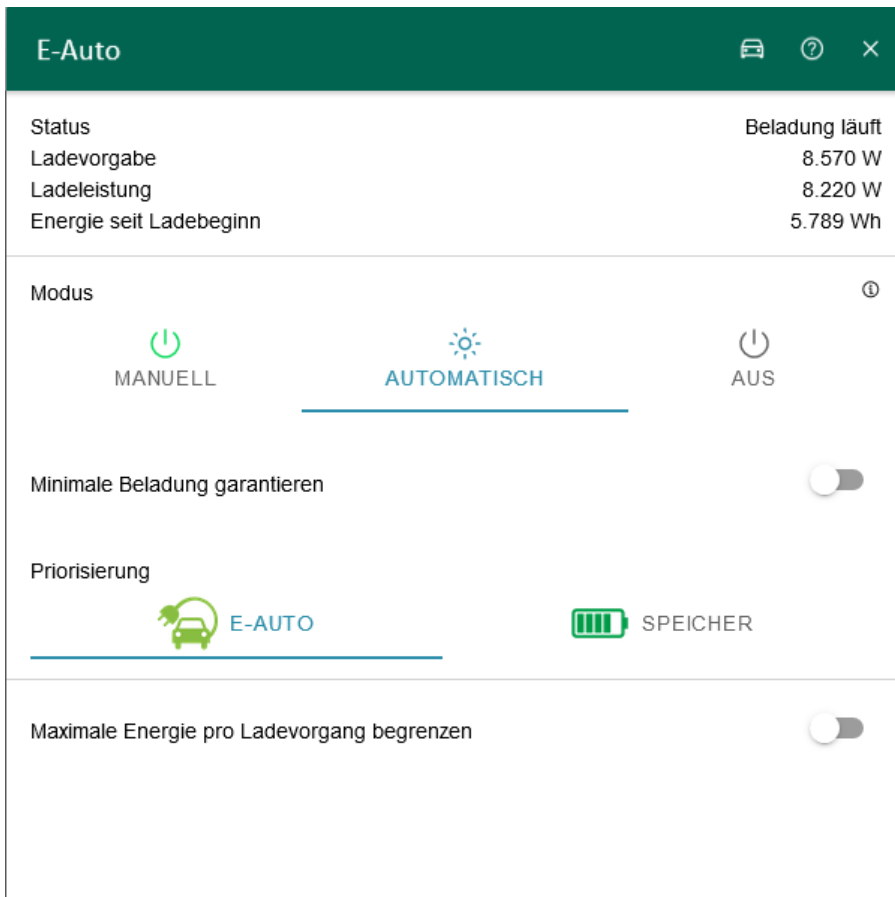 E-Auto
Status Beladung läuft
Ladevorgabe 8.570 W
Ladeleistung 8.220 W
Energie seit Ladebeginn 5.789 Wh
Modus
MANUELL AUTOMATISCH AUS
Minimale Beladung garantieren
Priorisierung
E-AUTO SPEICHER
Maximale Energie pro Ladevorgang begrenzen